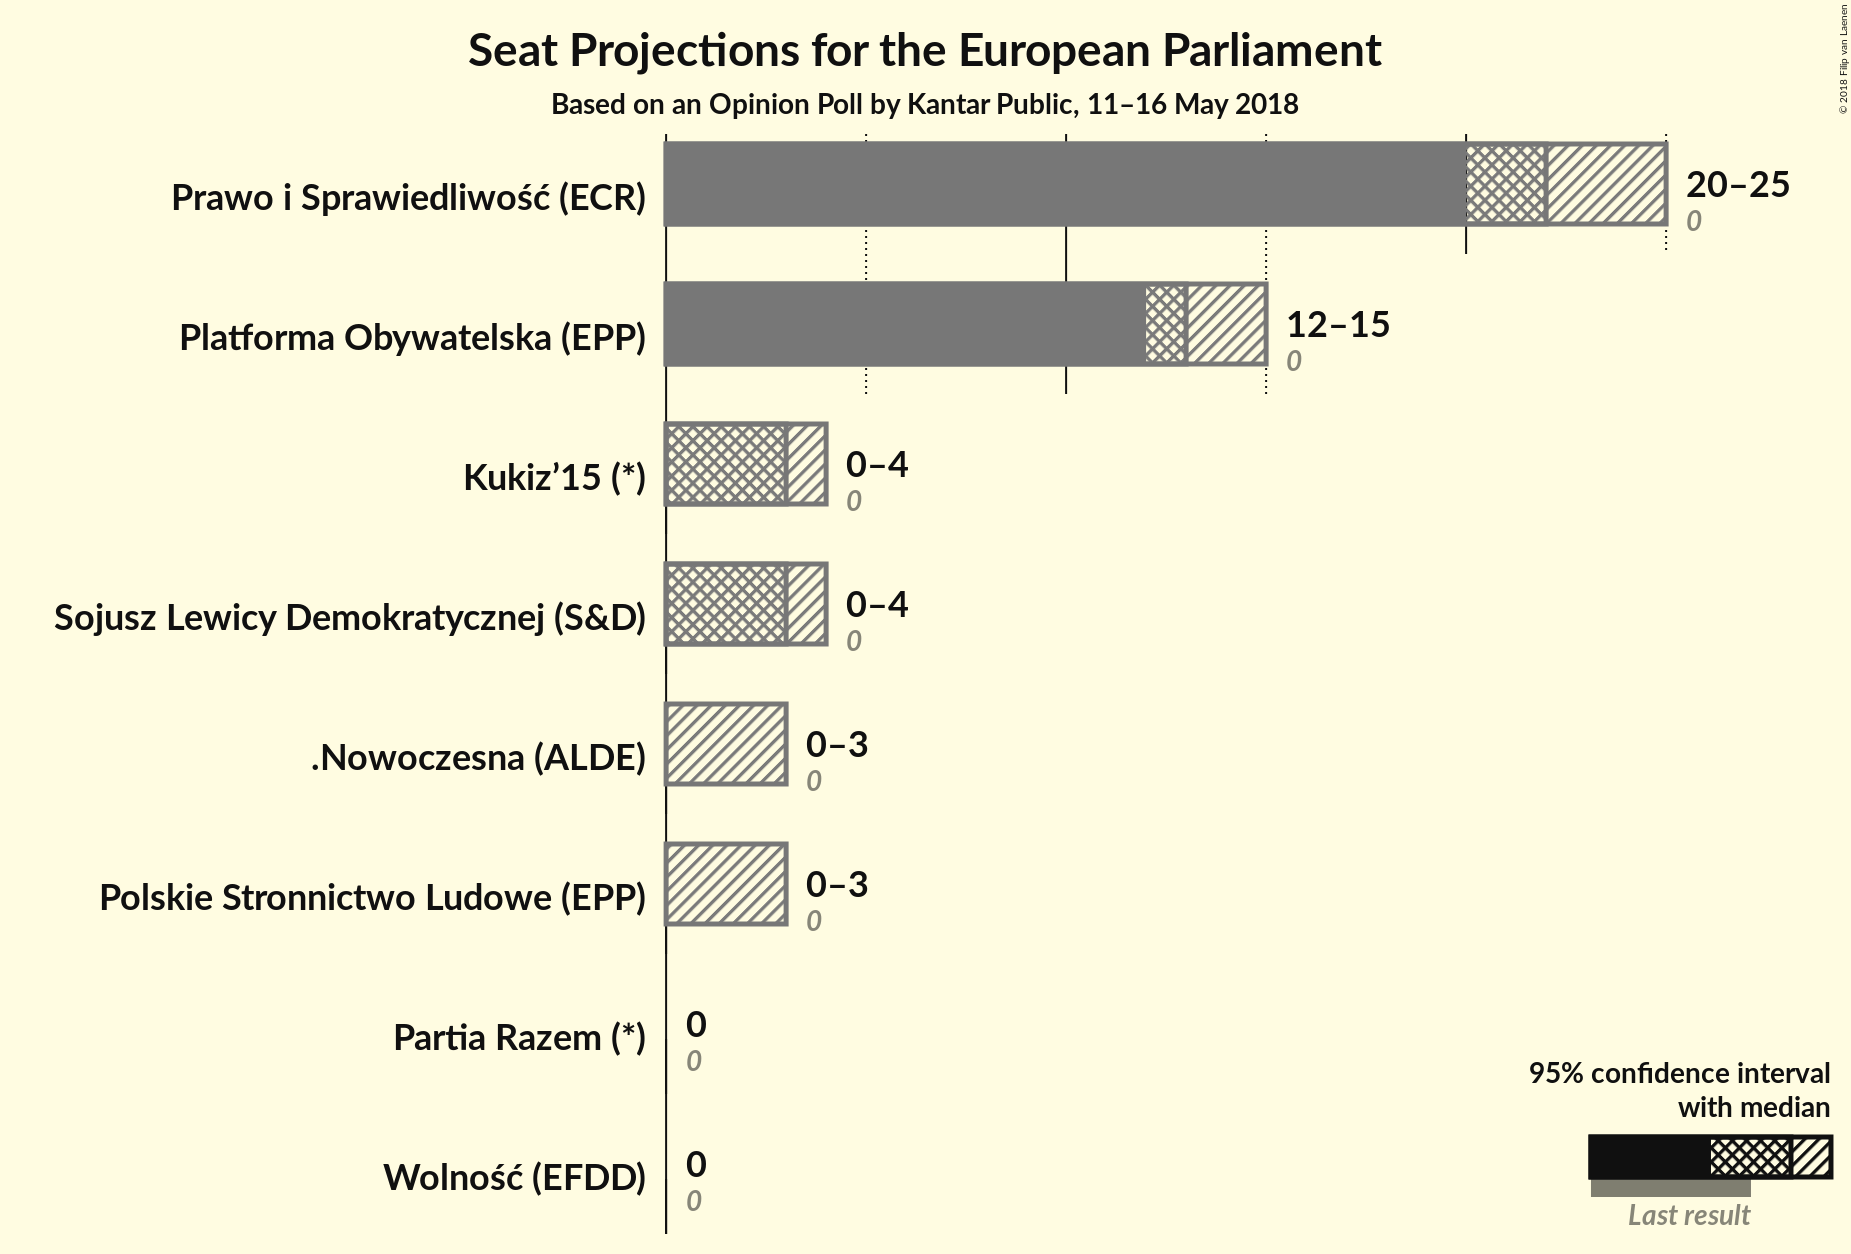 Seat Projections for the European Parliament
Based on an Opinion Poll by Kantar Public, 11–16 May 2018
© 2018 Filip van Laenen
Prawo i Sprawiedliwość (ECR)
20–25
0
Platforma Obywatelska (EPP)
12–15
0
Kukiz’15 (*)
0–4
0
Sojusz Lewicy Demokratycznej (S&D)
0–4
0
.Nowoczesna (ALDE)
0–3
0
Polskie Stronnictwo Ludowe (EPP)
0–3
0
Partia Razem (*)
0
0
Wolność (EFDD)
0
0
95% confidence interval
with median
Last result